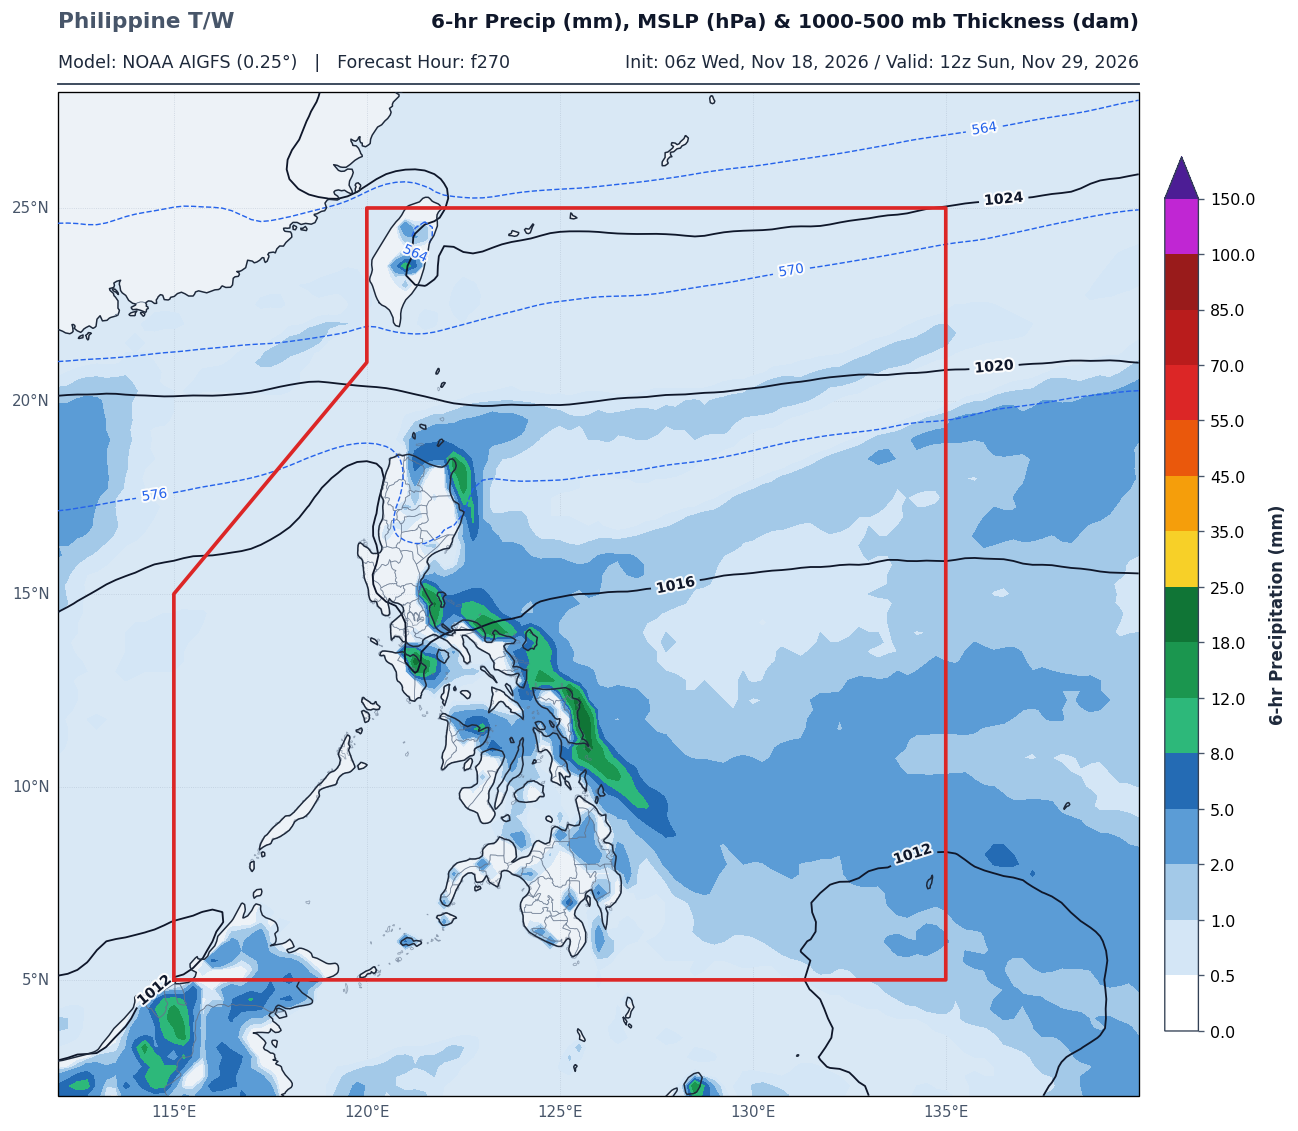 Philippine T/W
6-hr Precip (mm), MSLP (hPa) & 1000-500 mb Thickness (dam)
Model: NOAA AIGFS (0.25°)   |   Forecast Hour: f270
Init: 06z Wed, Nov 18, 2026 / Valid: 12z Sun, Nov 29, 2026
564
1024
564
570
1020
576
1016
1012
1012
25°N
20°N
15°N
10°N
5°N
115°E
120°E
125°E
130°E
135°E
150.0
100.0
85.0
70.0
55.0
45.0
35.0
25.0
18.0
12.0
8.0
5.0
2.0
1.0
0.5
0.0
6-hr Precipitation (mm)